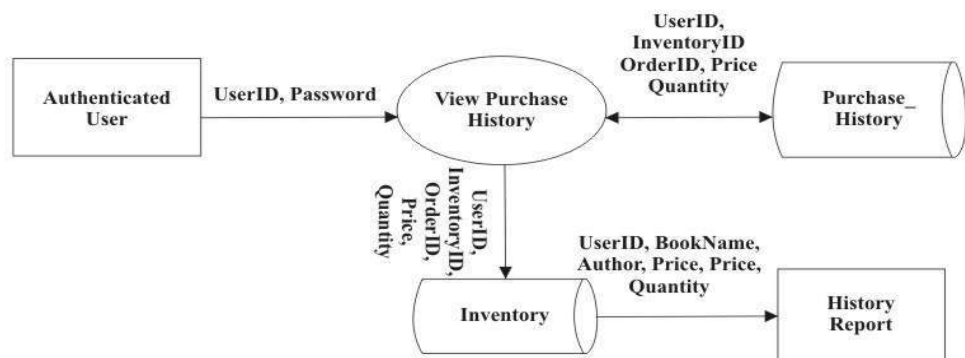 Authenticated
User
UserID, Password
View Purchase
History
UserID,
InventoryID
OrderID, Price
Quantity
Purchase_
History
UserID,
InventoryID,
OrderID,
Price,
Quantity
Inventory
UserID, BookName,
Author, Price, Price,
Quantity
History
Report